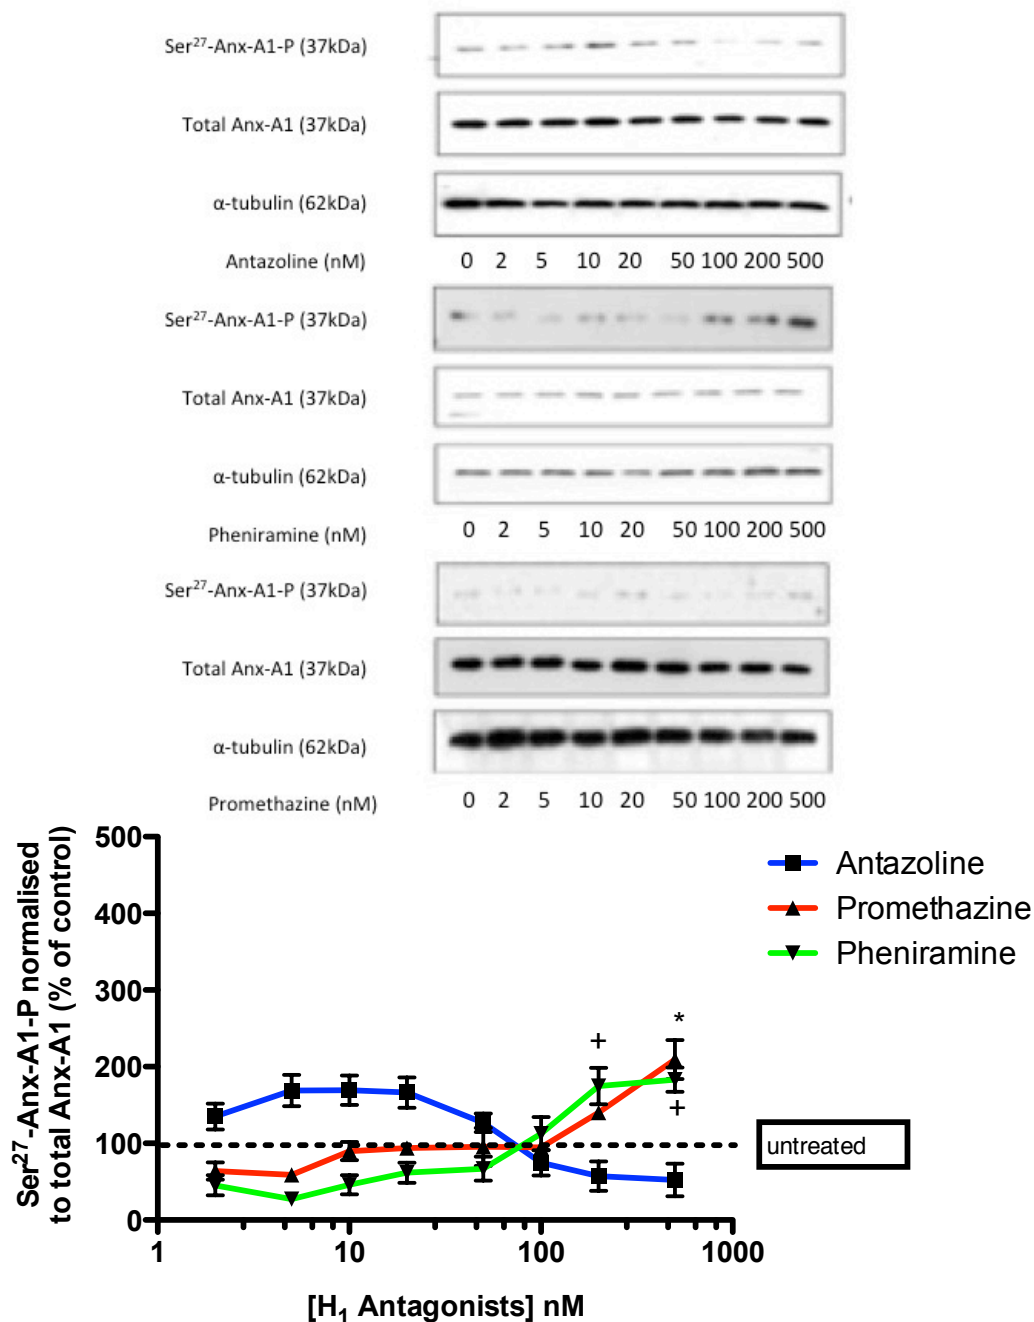 Ser²⁷-Anx-A1-P (37kDa)
Total Anx-A1 (37kDa)
α-tubulin (62kDa)
Antazoline (nM) 0 2 5 10 20 50 100 200 500
Ser²⁷-Anx-A1-P (37kDa)
Total Anx-A1 (37kDa)
α-tubulin (62kDa)
Pheniramine (nM) 0 2 5 10 20 50 100 200 500
Ser²⁷-Anx-A1-P (37kDa)
Total Anx-A1 (37kDa)
α-tubulin (62kDa)
Promethazine (nM) 0 2 5 10 20 50 100 200 500
Ser²⁷-Anx-A1-P normalised
to total Anx-A1 (% of control)
500
400
300
200
100
0
1 10 100 1000
[H₁ Antagonists] nM
+
*
+
Antazoline
Promethazine
Pheniramine
untreated